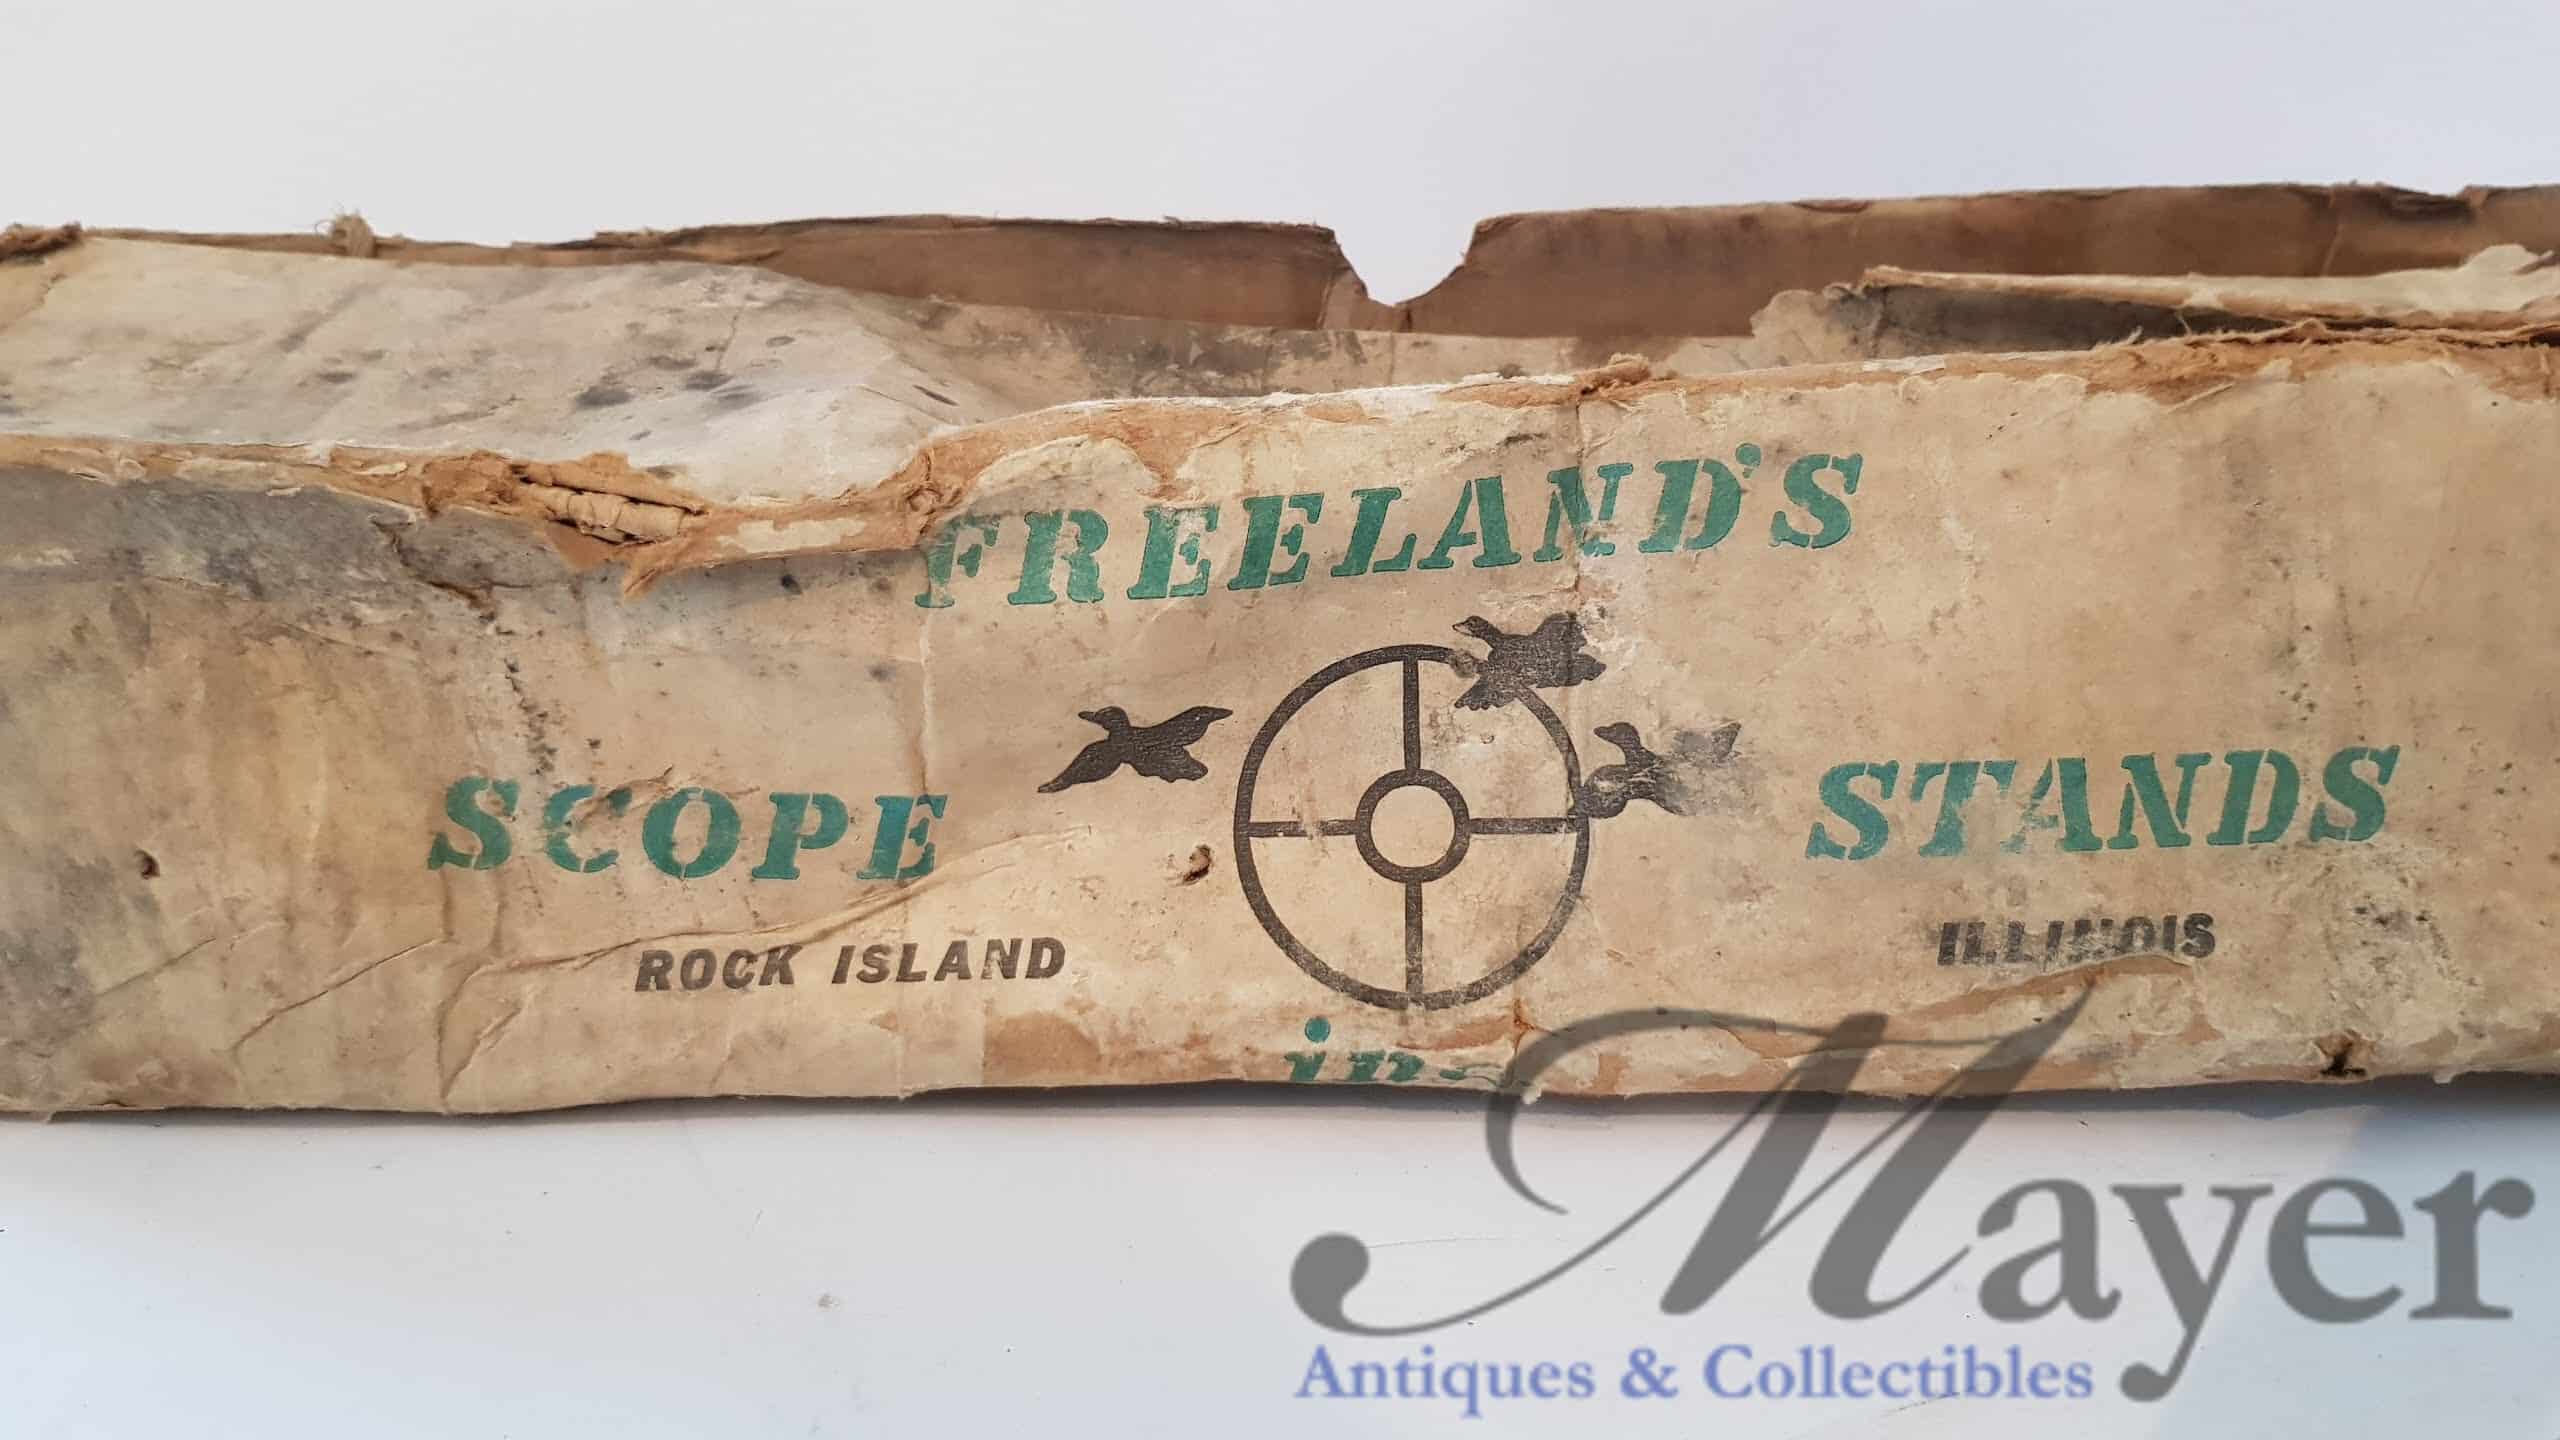 FREELAND'S
SCOPE STANDS
ROCK ISLAND ILLINOIS
Mayer
Antiques & Collectibles